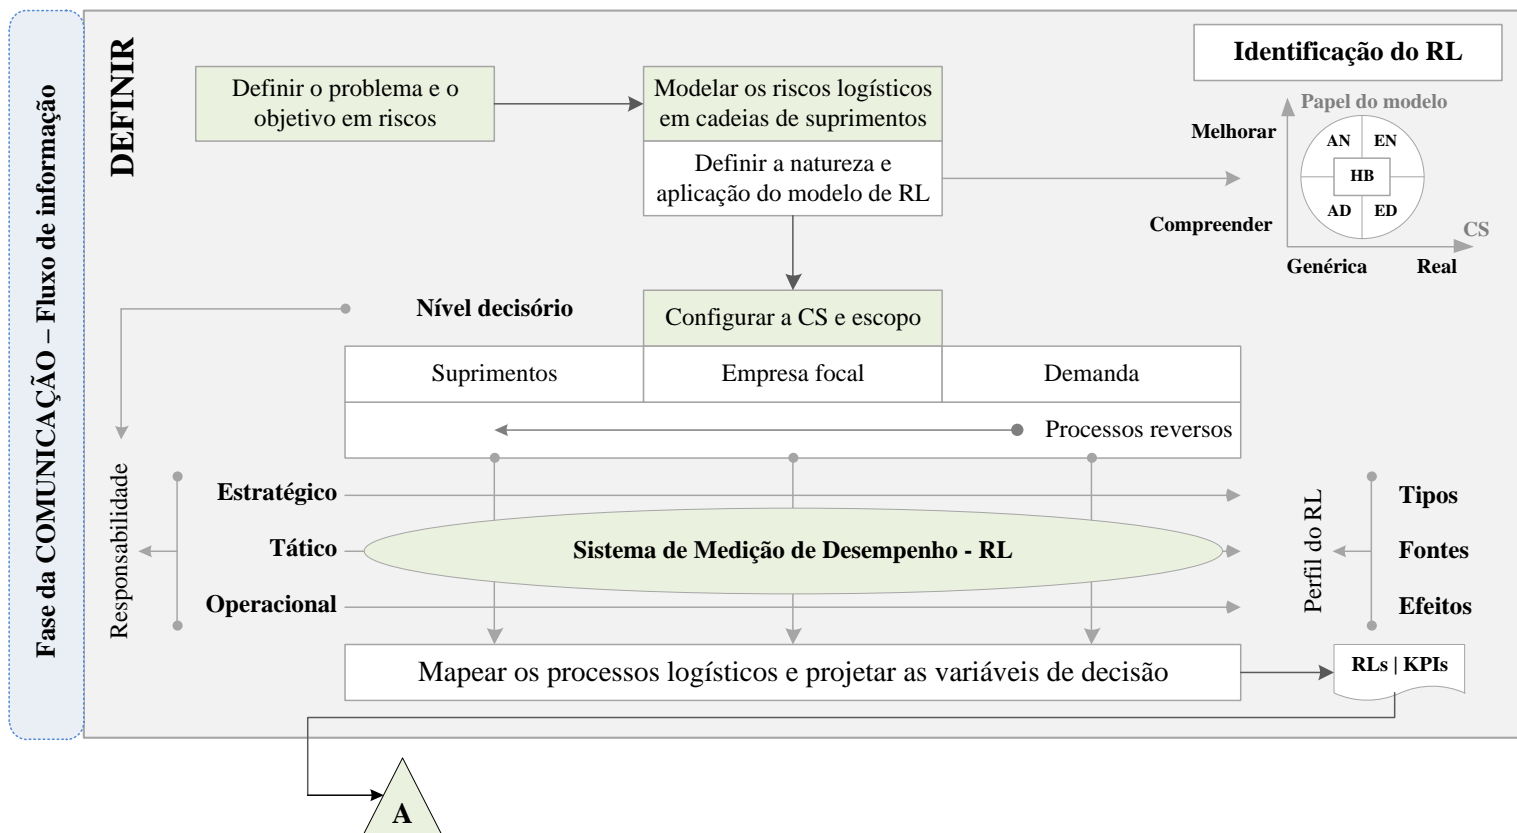 Fase da COMUNICAÇÃO – Fluxo de informação
DEFINIR
Definir o problema e o
objetivo em riscos
Modelar os riscos logísticos
em cadeias de suprimentos
Definir a natureza e
aplicação do modelo de RL
Identificação do RL
Papel do modelo
Melhorar
AN
EN
HB
AD
ED
Compreender
CS
Genérica
Real
Nível decisório
Configurar a CS e escopo
Suprimentos
Empresa focal
Demanda
Processos reversos
Responsabilidade
Estratégico
Tático
Operacional
Sistema de Medição de Desempenho - RL
Perfil do RL
Tipos
Fontes
Efeitos
Mapear os processos logísticos e projetar as variáveis de decisão
RLs | KPIs
A